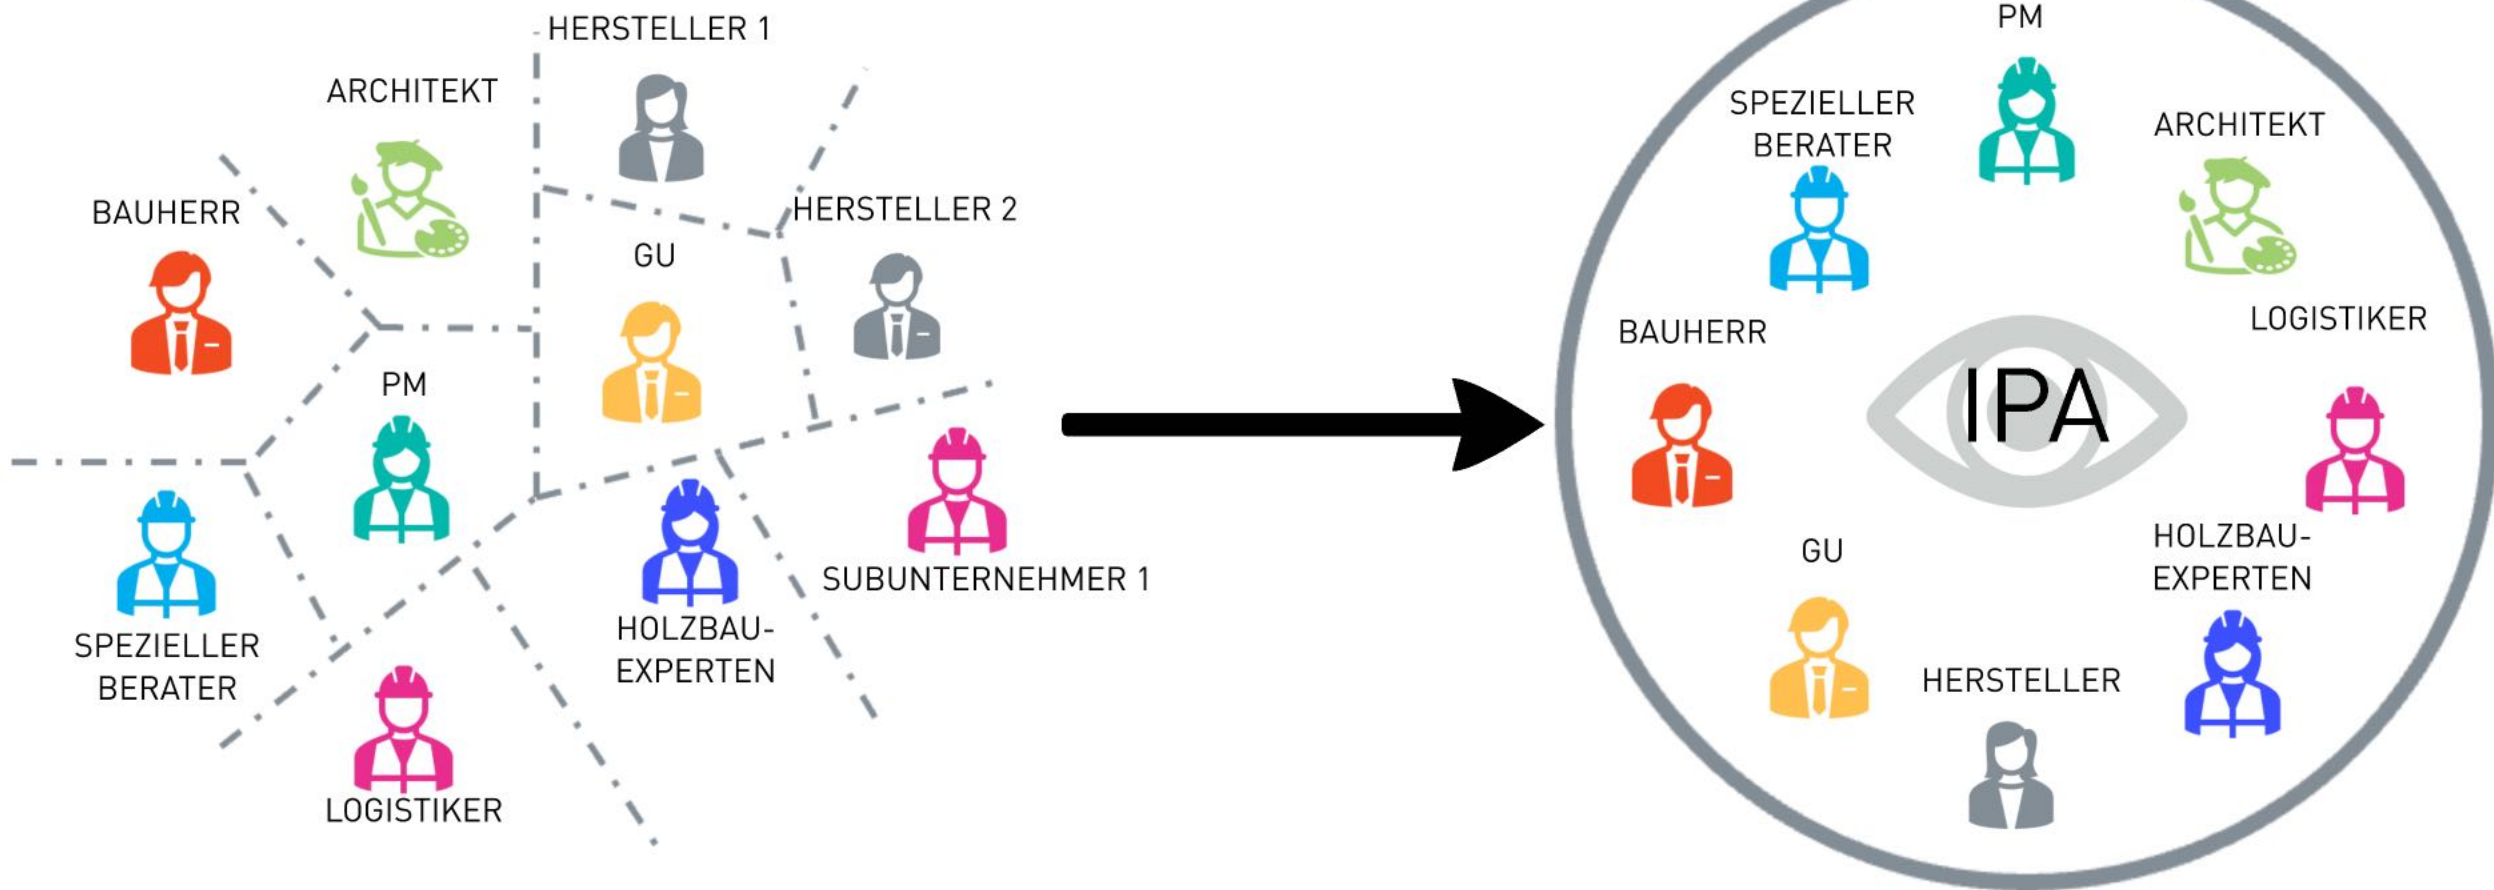 HERSTELLER 1
ARCHITEKT
BAUHERR
HERSTELLER 2
GU
PM
SUBUNTERNEHMER 1
HOLZBAU-
EXPERTEN
SPEZIELLER
BERATER
LOGISTIKER
PM
SPEZIELLER
BERATER
ARCHITEKT
BAUHERR
LOGISTIKER
IPA
GU
HOLZBAU-
EXPERTEN
HERSTELLER